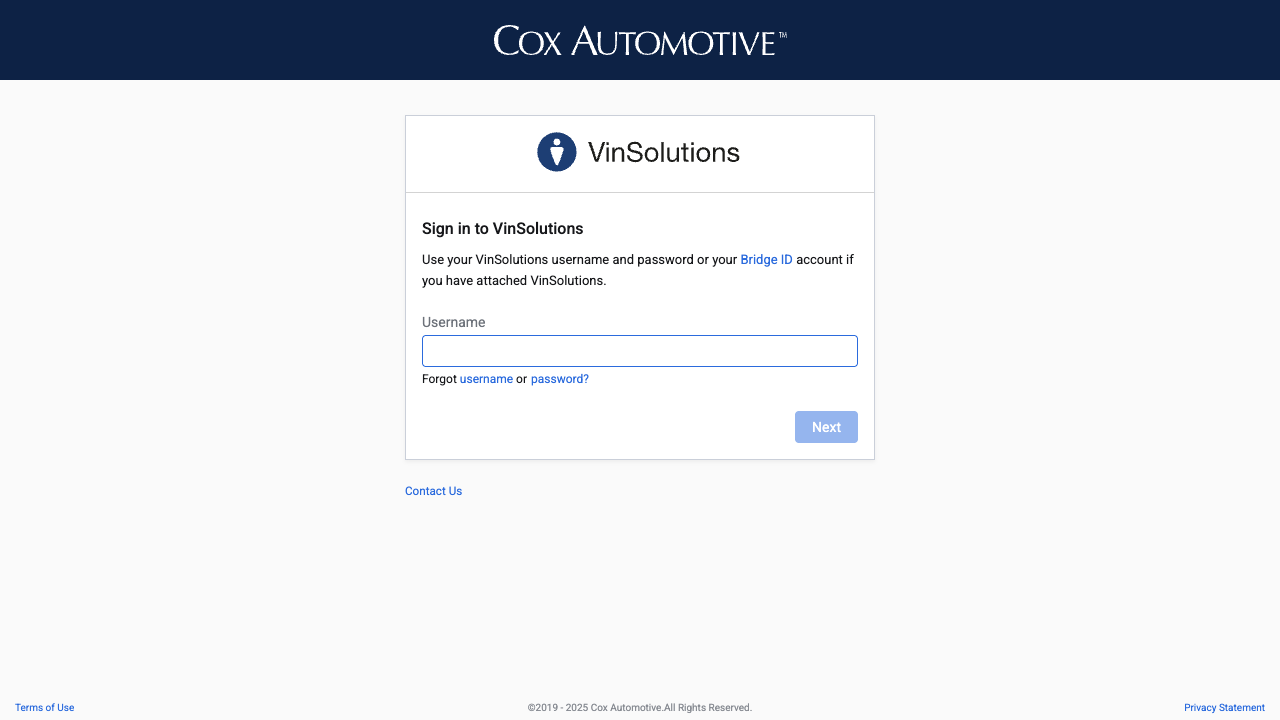 COX AUTOMOTIVE™
VinSolutions
Sign in to VinSolutions
Use your VinSolutions username and password or your Bridge ID account if
you have attached VinSolutions.
Username
Forgot username or password?
Next
Contact Us
Terms of Use
©2019 - 2025 Cox Automotive.All Rights Reserved.
Privacy Statement